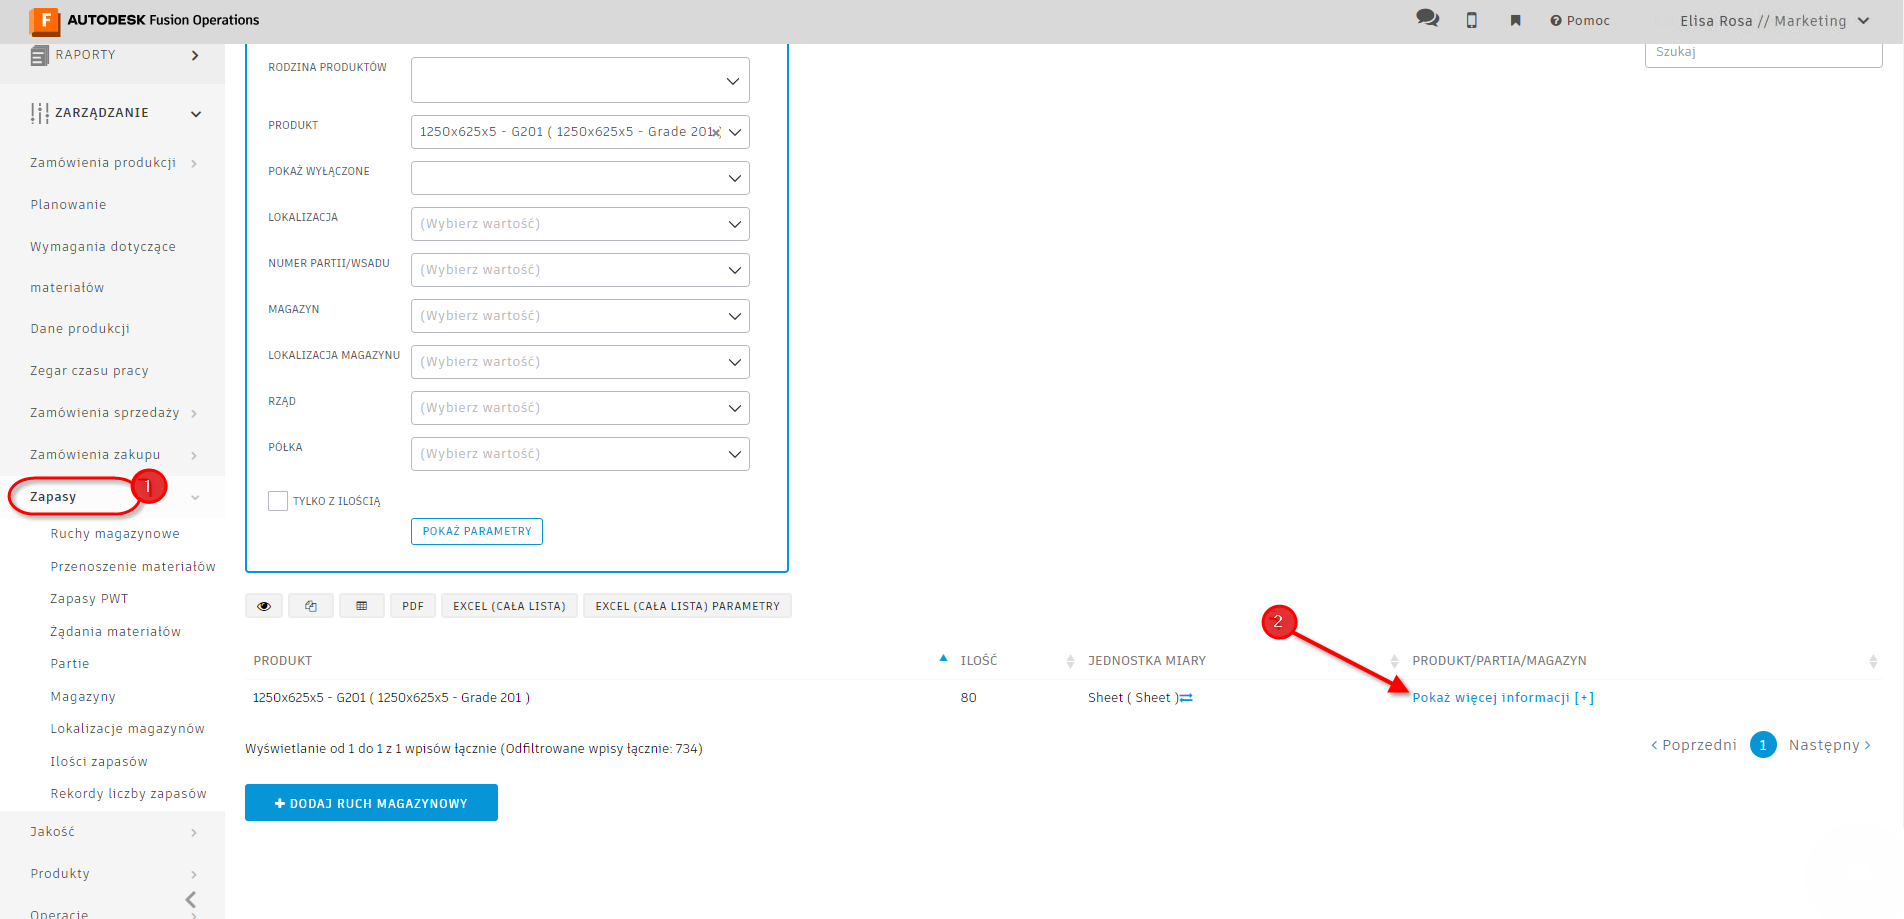 F AUTODESK Fusion Operations
Pomoc
Elisa Rosa // Marketing
RAPORTY
ZARZĄDZANIE
Zamówienia produkcji
Planowanie
Wymagania dotyczące
materiałów
Dane produkcji
Zegar czasu pracy
Zamówienia sprzedaży
Zamówienia zakupu
Zapasy
1
Ruchy magazynowe
Przenoszenie materiałów
Zapasy PWT
Żądania materiałów
Partie
Magazyny
Lokalizacje magazynów
Ilości zapasów
Rekordy liczby zapasów
Jakość
Produkty
Operacje
Szukaj
RODZINA PRODUKTÓW
PRODUKT
1250x625x5 - G201 ( 1250x625x5 - Grade 201 )
POKAŻ WYŁĄCZONE
LOKALIZACJA
(Wybierz wartość)
NUMER PARTII/WSADU
(Wybierz wartość)
MAGAZYN
(Wybierz wartość)
LOKALIZACJA MAGAZYNU
(Wybierz wartość)
RZĄD
(Wybierz wartość)
PÓŁKA
(Wybierz wartość)
TYLKO Z ILOŚCIĄ
POKAŻ PARAMETRY
PDF
EXCEL (CAŁA LISTA)
EXCEL (CAŁA LISTA) PARAMETRY
2
PRODUKT ILOŚĆ JEDNOSTKA MIARY PRODUKT/PARTIA/MAGAZYN
1250x625x5 - G201 ( 1250x625x5 - Grade 201 ) 80 Sheet ( Sheet ) Pokaż więcej informacji [+]
Wyświetlanie od 1 do 1 z 1 wpisów łącznie (Odfiltrowane wpisy łącznie: 734)
Poprzedni 1 Następny
DODAJ RUCH MAGAZYNOWY